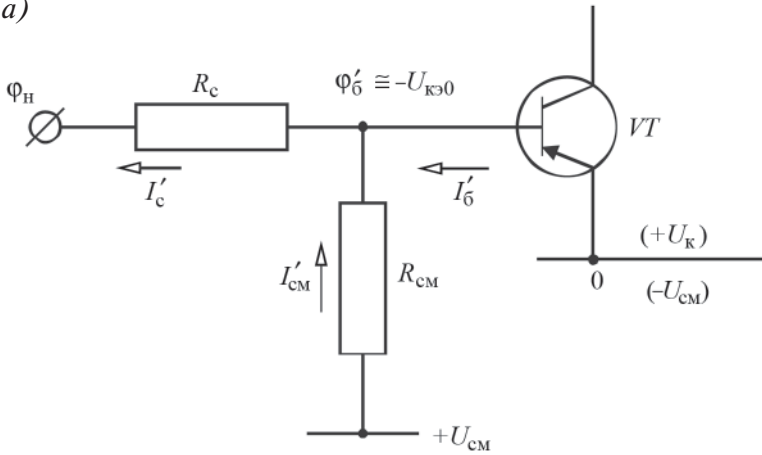 а)
φн
Rс
φ′б ≅ –Uкэ0
VT
I′с
I′б
(+Uк)
0
(–Uсм)
I′см
Rсм
+Uсм